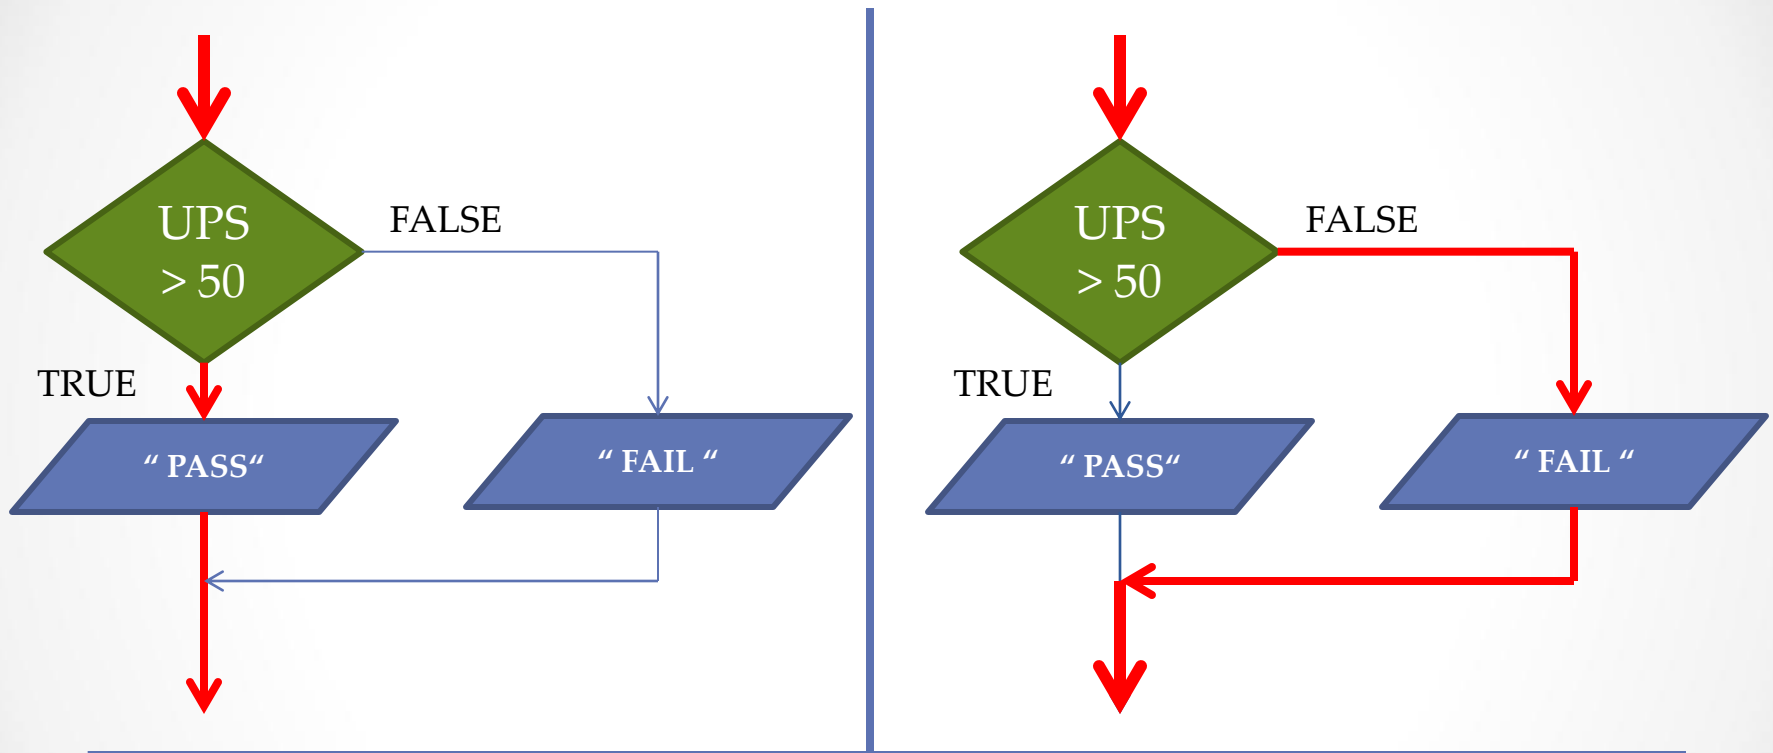 UPS
> 50
FALSE
TRUE
“ PASS“
“ FAIL “
UPS
> 50
FALSE
TRUE
“ PASS“
“ FAIL “